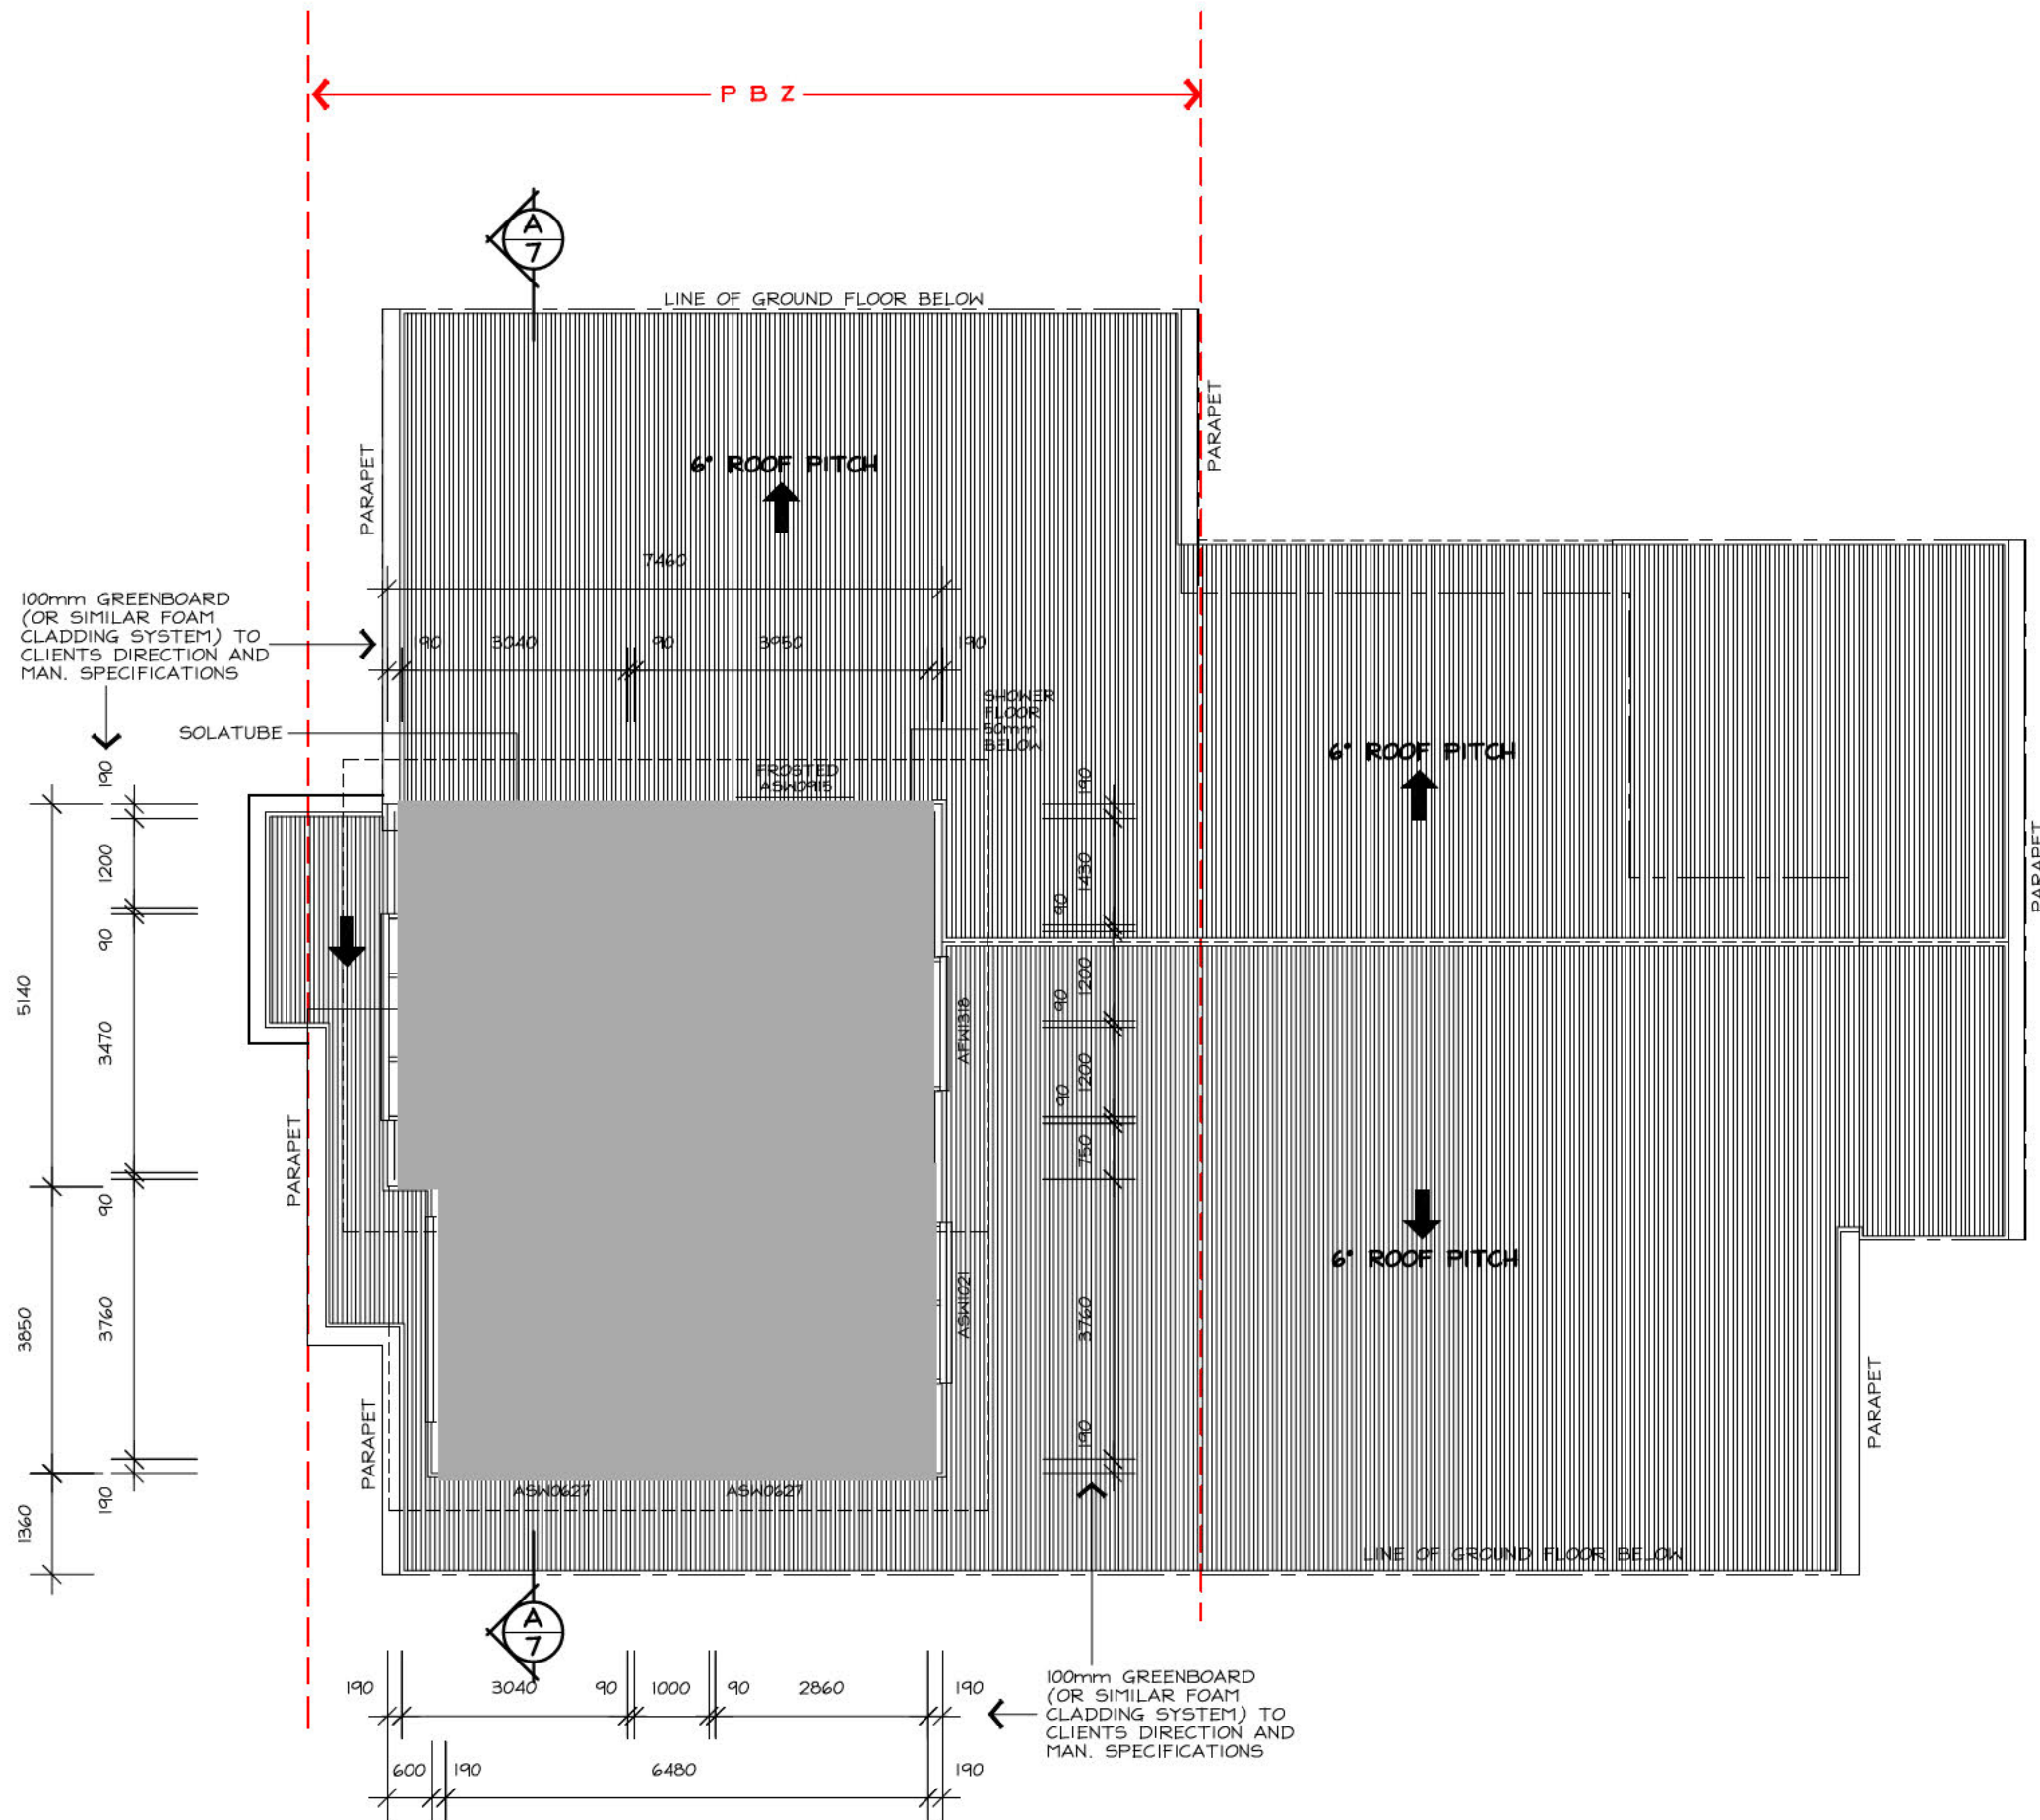 P B Z
A
7
LINE OF GROUND FLOOR BELOW
PARAPET
PARAPET
6° ROOF PITCH
7460
100mm GREENBOARD
(OR SIMILAR FOAM
CLADDING SYSTEM) TO
CLIENTS DIRECTION AND
MAN. SPECIFICATIONS
190 3040 90 3950 190
SOLATUBE
SHOWER
FLOOR
50mm
BELOW
FROSTED
ASW0915
6° ROOF PITCH
PARAPET
190
1200
90
3470
90
3760
190
5140
3850
1360
190
1430
90
1200
90
1200
90
750
3760
190
AFW1318
ASW1021
PARAPET
6° ROOF PITCH
PARAPET
PARAPET
ASW0627 ASW0627
LINE OF GROUND FLOOR BELOW
A
7
190 3040 90 1000 90 2860 190
100mm GREENBOARD
(OR SIMILAR FOAM
CLADDING SYSTEM) TO
CLIENTS DIRECTION AND
MAN. SPECIFICATIONS
600 190 6480 190